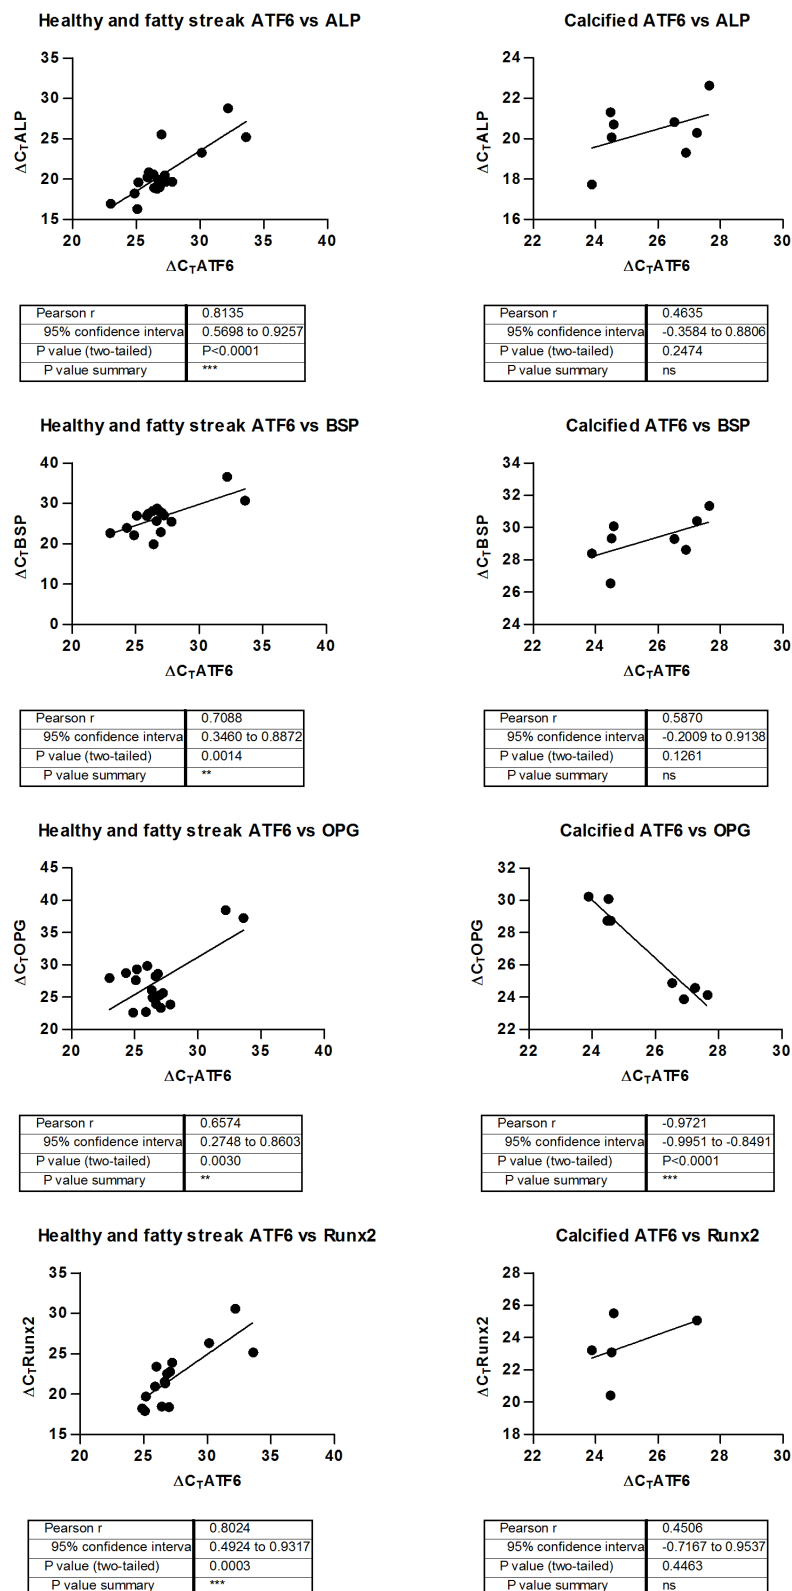 Healthy and fatty streak ATF6 vs ALP
35
30
25
20
15
ΔCTALP
20 25 30 35 40
ΔCTATF6
Pearson r 0.8135
95% confidence interva 0.5698 to 0.9257
P value (two-tailed) P<0.0001
P value summary ***
Calcified ATF6 vs ALP
24
22
20
18
16
ΔCTALP
22 24 26 28 30
ΔCTATF6
Pearson r 0.4635
95% confidence interva -0.3584 to 0.8806
P value (two-tailed) 0.2474
P value summary ns
Healthy and fatty streak ATF6 vs BSP
40
30
20
10
0
ΔCTBSP
20 25 30 35 40
ΔCTATF6
Pearson r 0.7088
95% confidence interva 0.3460 to 0.8872
P value (two-tailed) 0.0014
P value summary **
Calcified ATF6 vs BSP
34
32
30
28
26
24
ΔCTBSP
22 24 26 28 30
ΔCTATF6
Pearson r 0.5870
95% confidence interva -0.2009 to 0.9138
P value (two-tailed) 0.1261
P value summary ns
Healthy and fatty streak ATF6 vs OPG
45
40
35
30
25
20
ΔCTOPG
20 25 30 35 40
ΔCTATF6
Pearson r 0.6574
95% confidence interva 0.2748 to 0.8603
P value (two-tailed) 0.0030
P value summary **
Calcified ATF6 vs OPG
32
30
28
26
24
22
ΔCTOPG
22 24 26 28 30
ΔCTATF6
Pearson r -0.9721
95% confidence interva -0.9951 to -0.8491
P value (two-tailed) P<0.0001
P value summary ***
Healthy and fatty streak ATF6 vs Runx2
35
30
25
20
15
ΔCTRunx2
20 25 30 35 40
ΔCTATF6
Pearson r 0.8024
95% confidence interva 0.4924 to 0.9317
P value (two-tailed) 0.0003
P value summary ***
Calcified ATF6 vs Runx2
28
26
24
22
20
18
ΔCTRunx2
22 24 26 28 30
ΔCTATF6
Pearson r 0.4506
95% confidence interva -0.7167 to 0.9537
P value (two-tailed) 0.4463
P value summary ns